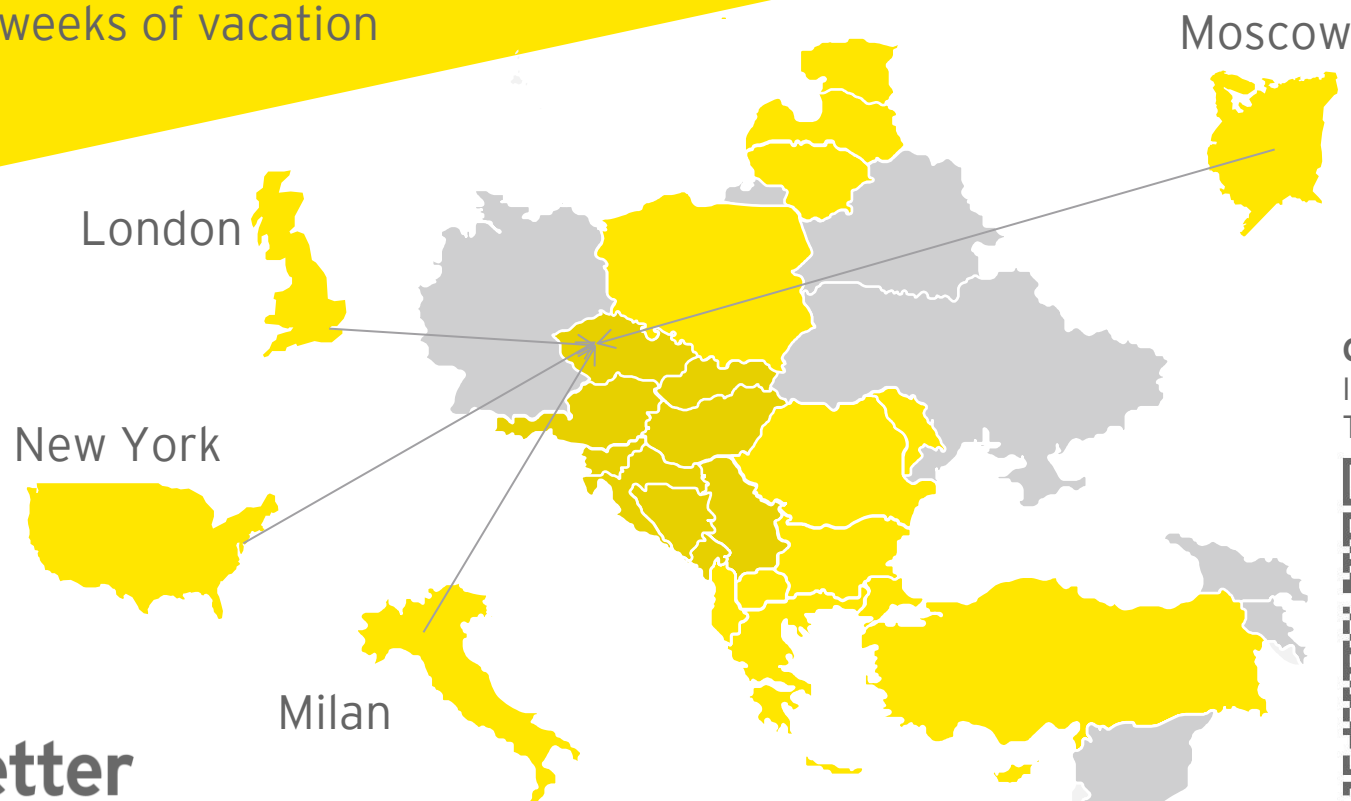 weeks of vacation
Moscow
London
New York
Milan
etter